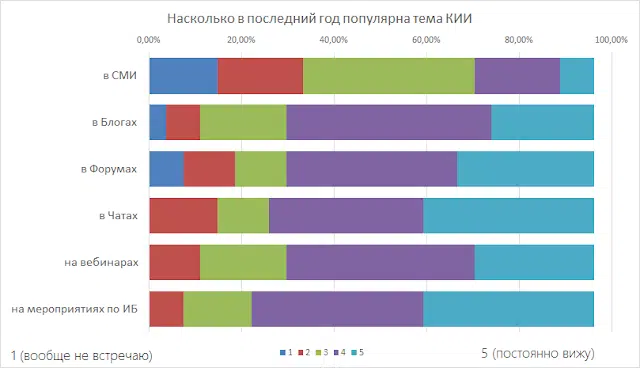 Насколько в последний год популярна тема КИИ
0,00% 20,00% 40,00% 60,00% 80,00% 100,00%
в СМИ
в Блогах
в Форумах
в Чатах
на вебинарах
на мероприятиях по ИБ
1 (вообще не встречаю) 1 2 3 4 5 5 (постоянно вижу)